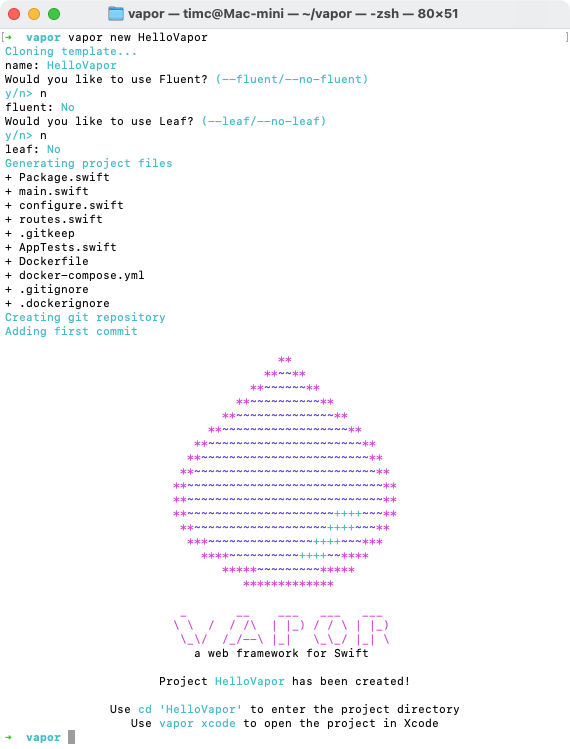 vapor — timc@Mac-mini — ~/vapor — -zsh — 80×51
[➜  vapor vapor new HelloVapor ]
Cloning template...
name: HelloVapor
Would you like to use Fluent? (--fluent/--no-fluent)
y/n> n
fluent: No
Would you like to use Leaf? (--leaf/--no-leaf)
y/n> n
leaf: No
Generating project files
+ Package.swift
+ main.swift
+ configure.swift
+ routes.swift
+ .gitkeep
+ AppTests.swift
+ Dockerfile
+ docker-compose.yml
+ .gitignore
+ .dockerignore
Creating git repository
Adding first commit
**
**~~**
**~~~~~~**
**~~~~~~~~~~**
**~~~~~~~~~~~~~~**
**~~~~~~~~~~~~~~~~~~**
**~~~~~~~~~~~~~~~~~~~~~~**
**~~~~~~~~~~~~~~~~~~~~~~~~**
**~~~~~~~~~~~~~~~~~~~~~~~~~~**
**~~~~~~~~~~~~~~~~~~~~~~~~~~~~**
**~~~~~~~~~~~~~~~~~~~~~~~~~~~~**
**~~~~~~~~~~~~~~~~~~~~~++++~~~**
**~~~~~~~~~~~~~~~~~~~++++~~~**
***~~~~~~~~~~~~~~~++++~~~***
****~~~~~~~~~~++++~~****
*****~~~~~~~~~*****
*************
 _       __    ___   ___   ___
\ \  /  / /\  | |_) / / \ | |_)
 \_\/  /_/--\ |_|   \_\_/ |_| \
a web framework for Swift
Project HelloVapor has been created!
Use cd 'HelloVapor' to enter the project directory
Use vapor xcode to open the project in Xcode
➜  vapor